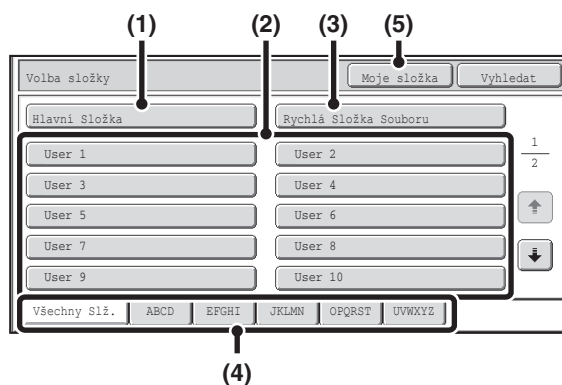 (1) (2) (3) (5)
Volba složky Moje složka Vyhledat
Hlavní Složka Rychlá Složka Souboru
User 1 User 2
User 3 User 4
User 5 User 6
User 7 User 8
User 9 User 10
1
2
Všechny Slž. ABCD EFGHI JKLMN OPQRST UVWXYZ
(4)